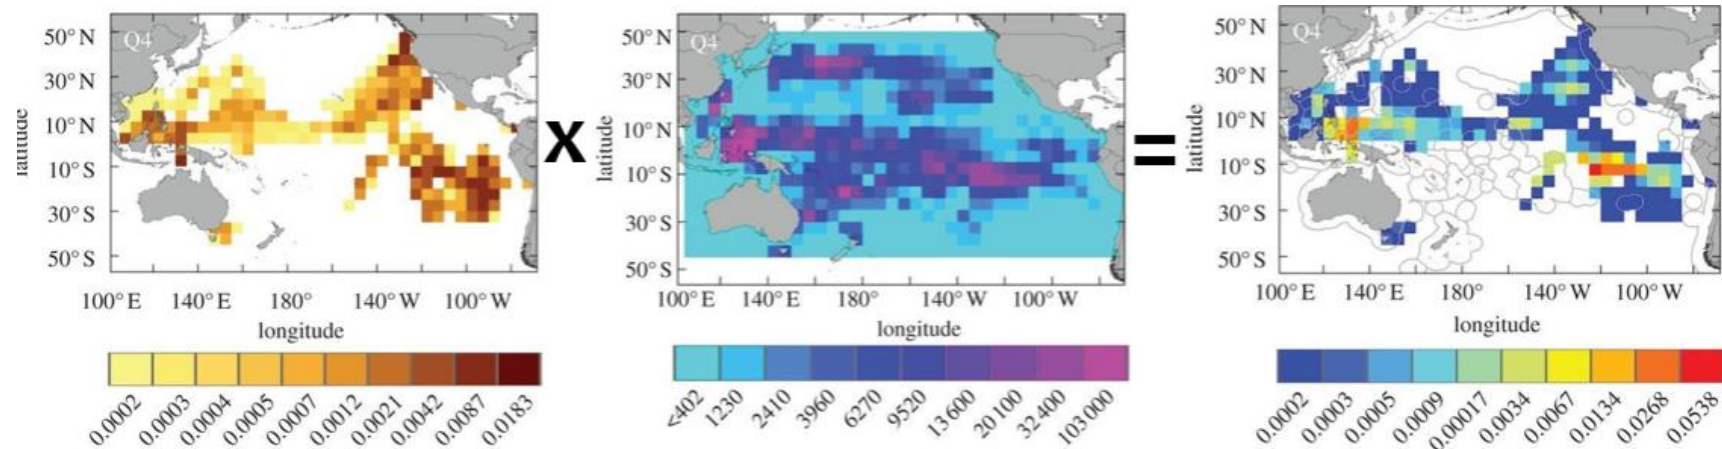 Q4
50° N
30° N
10° N
10° S
30° S
50° S
latitude
100° E 140° E 180° 140° W 100° W
longitude
0.0002 0.0003 0.0004 0.0005 0.0007 0.0012 0.0021 0.0042 0.0087 0.0183
x
Q4
50° N
30° N
10° N
10° S
30° S
50° S
latitude
100° E 140° E 180° 140° W 100° W
longitude
<402 1230 2410 3960 6270 9520 13 600 20 100 32 400 103 000
=
Q4
50° N
30° N
10° N
10° S
30° S
50° S
latitude
100° E 140° E 180° 140° W 100° W
longitude
0.0002 0.0003 0.0005 0.0009 0.00017 0.0034 0.0067 0.0134 0.0268 0.0538